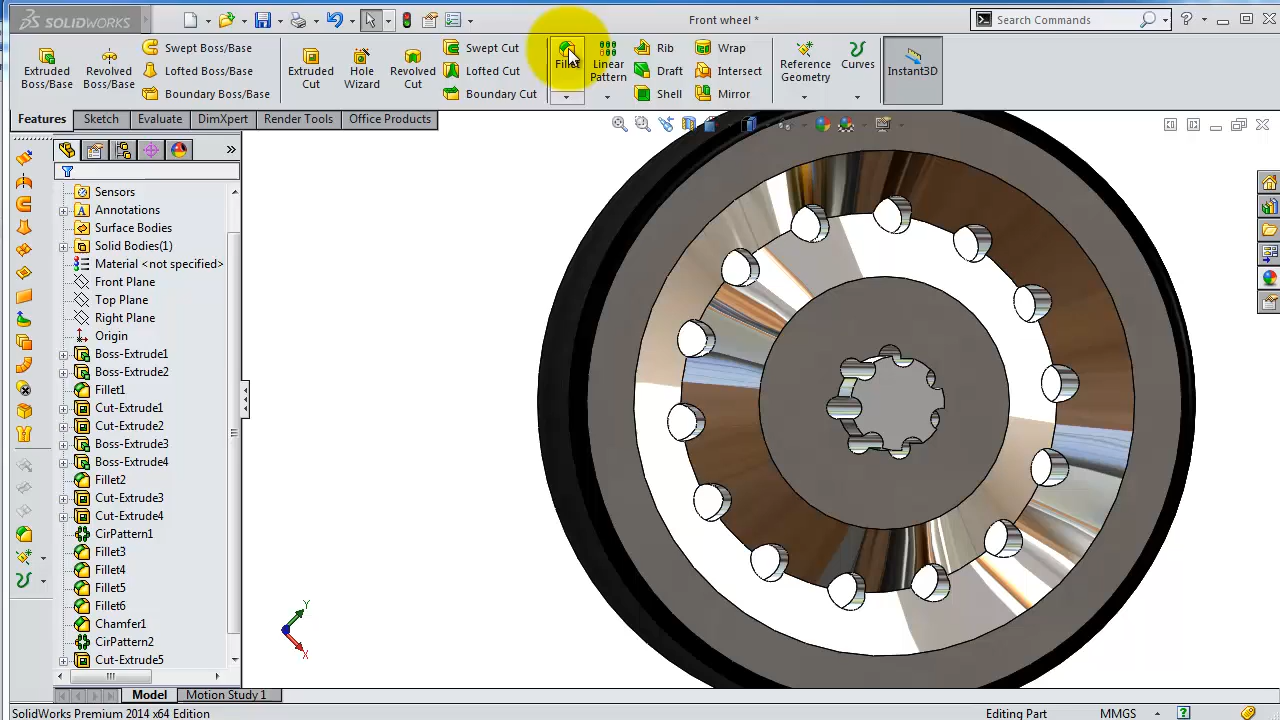 SOLIDWORKS
Front wheel *
Search Commands
Extruded Boss/Base
Revolved Boss/Base
Swept Boss/Base
Lofted Boss/Base
Boundary Boss/Base
Extruded Cut
Hole Wizard
Revolved Cut
Swept Cut
Lofted Cut
Boundary Cut
Fillet
Linear Pattern
Rib
Draft
Shell
Wrap
Intersect
Mirror
Reference Geometry
Curves
Instant3D
Features
Sketch
Evaluate
DimXpert
Render Tools
Office Products
Sensors
Annotations
Surface Bodies
Solid Bodies(1)
Material <not specified>
Front Plane
Top Plane
Right Plane
Origin
Boss-Extrude1
Boss-Extrude2
Fillet1
Cut-Extrude1
Cut-Extrude2
Boss-Extrude3
Boss-Extrude4
Fillet2
Cut-Extrude3
Cut-Extrude4
CirPattern1
Fillet3
Fillet4
Fillet5
Fillet6
Chamfer1
CirPattern2
Cut-Extrude5
Y
X
Model
Motion Study 1
SolidWorks Premium 2014 x64 Edition
Editing Part
MMGS